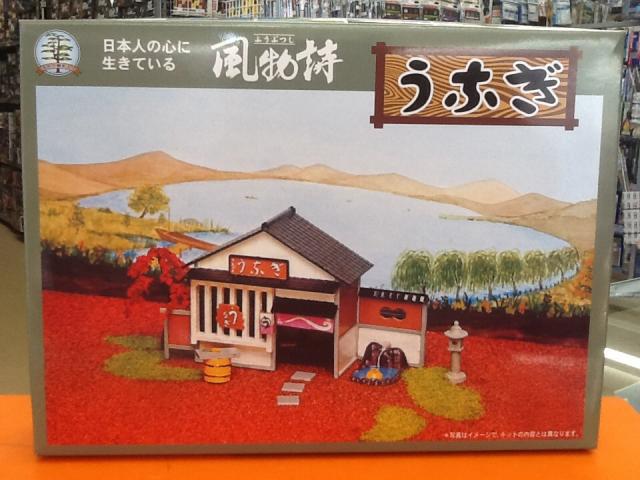 日本人の心に
生きている
ふうぶつし
風物詩
うなぎ
うなぎ
＊写真はイメージで、キットの内容とは異なります。